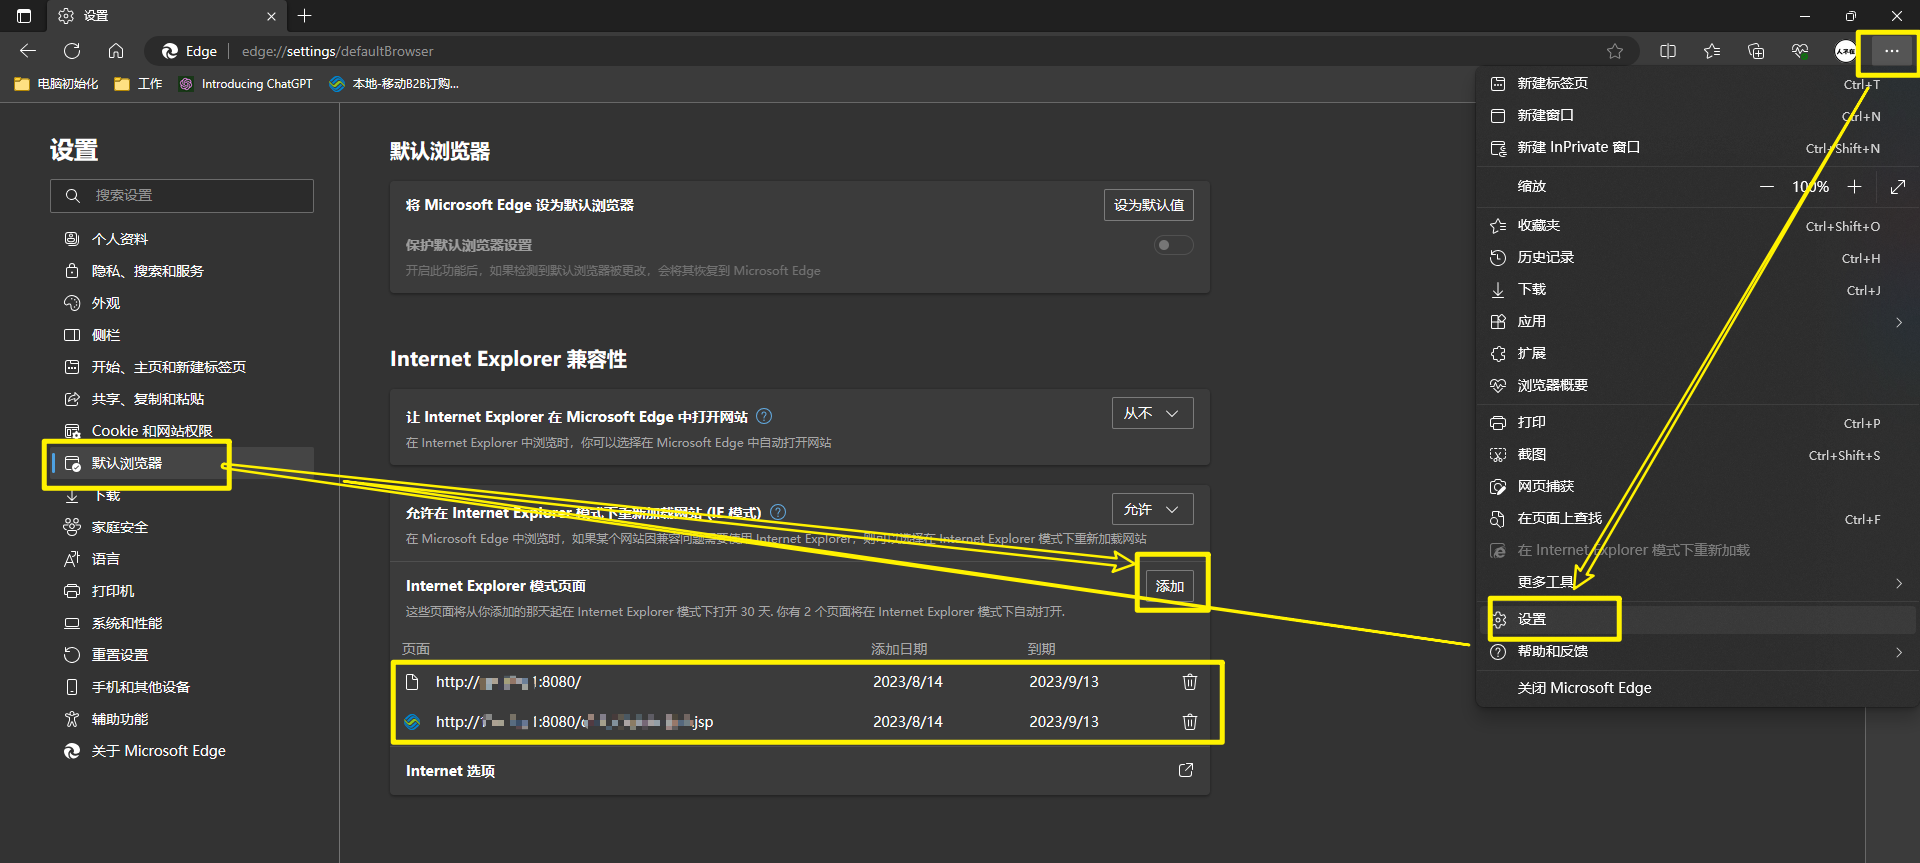 设置
Edge
edge://settings/defaultBrowser
人不在
电脑初始化
工作
Introducing ChatGPT
本地-移动B2B订购...
设置
搜索设置
个人资料
隐私、搜索和服务
外观
侧栏
开始、主页和新建标签页
共享、复制和粘贴
Cookie 和网站权限
默认浏览器
下载
家庭安全
语言
打印机
系统和性能
重置设置
手机和其他设备
辅助功能
关于 Microsoft Edge
默认浏览器
将 Microsoft Edge 设为默认浏览器
设为默认值
保护默认浏览器设置
开启此功能后，如果检测到默认浏览器被更改，会将其恢复到 Microsoft Edge
Internet Explorer 兼容性
让 Internet Explorer 在 Microsoft Edge 中打开网站
从不
在 Internet Explorer 中浏览时，你可以选择在 Microsoft Edge 中自动打开网站
允许在 Internet Explorer 模式下重新加载网站 (IE 模式)
允许
在 Microsoft Edge 中浏览时，如果某个网站因兼容问题需要使用 Internet Explorer，则可以选择在 Internet Explorer 模式下重新加载网站
Internet Explorer 模式页面
添加
这些页面将从你添加的那天起在 Internet Explorer 模式下打开 30 天. 你有 2 个页面将在 Internet Explorer 模式下自动打开.
页面 添加日期 到期
http:// 1:8080/ 2023/8/14 2023/9/13
http:// 1:8080/ .jsp 2023/8/14 2023/9/13
Internet 选项
新建标签页 Ctrl+T
新建窗口 Ctrl+N
新建 InPrivate 窗口 Ctrl+Shift+N
缩放 — 100% +
收藏夹 Ctrl+Shift+O
历史记录 Ctrl+H
下载 Ctrl+J
应用
扩展
浏览器概要
打印 Ctrl+P
截图 Ctrl+Shift+S
网页捕获
在页面上查找 Ctrl+F
在 Internet Explorer 模式下重新加载
更多工具
设置
帮助和反馈
关闭 Microsoft Edge